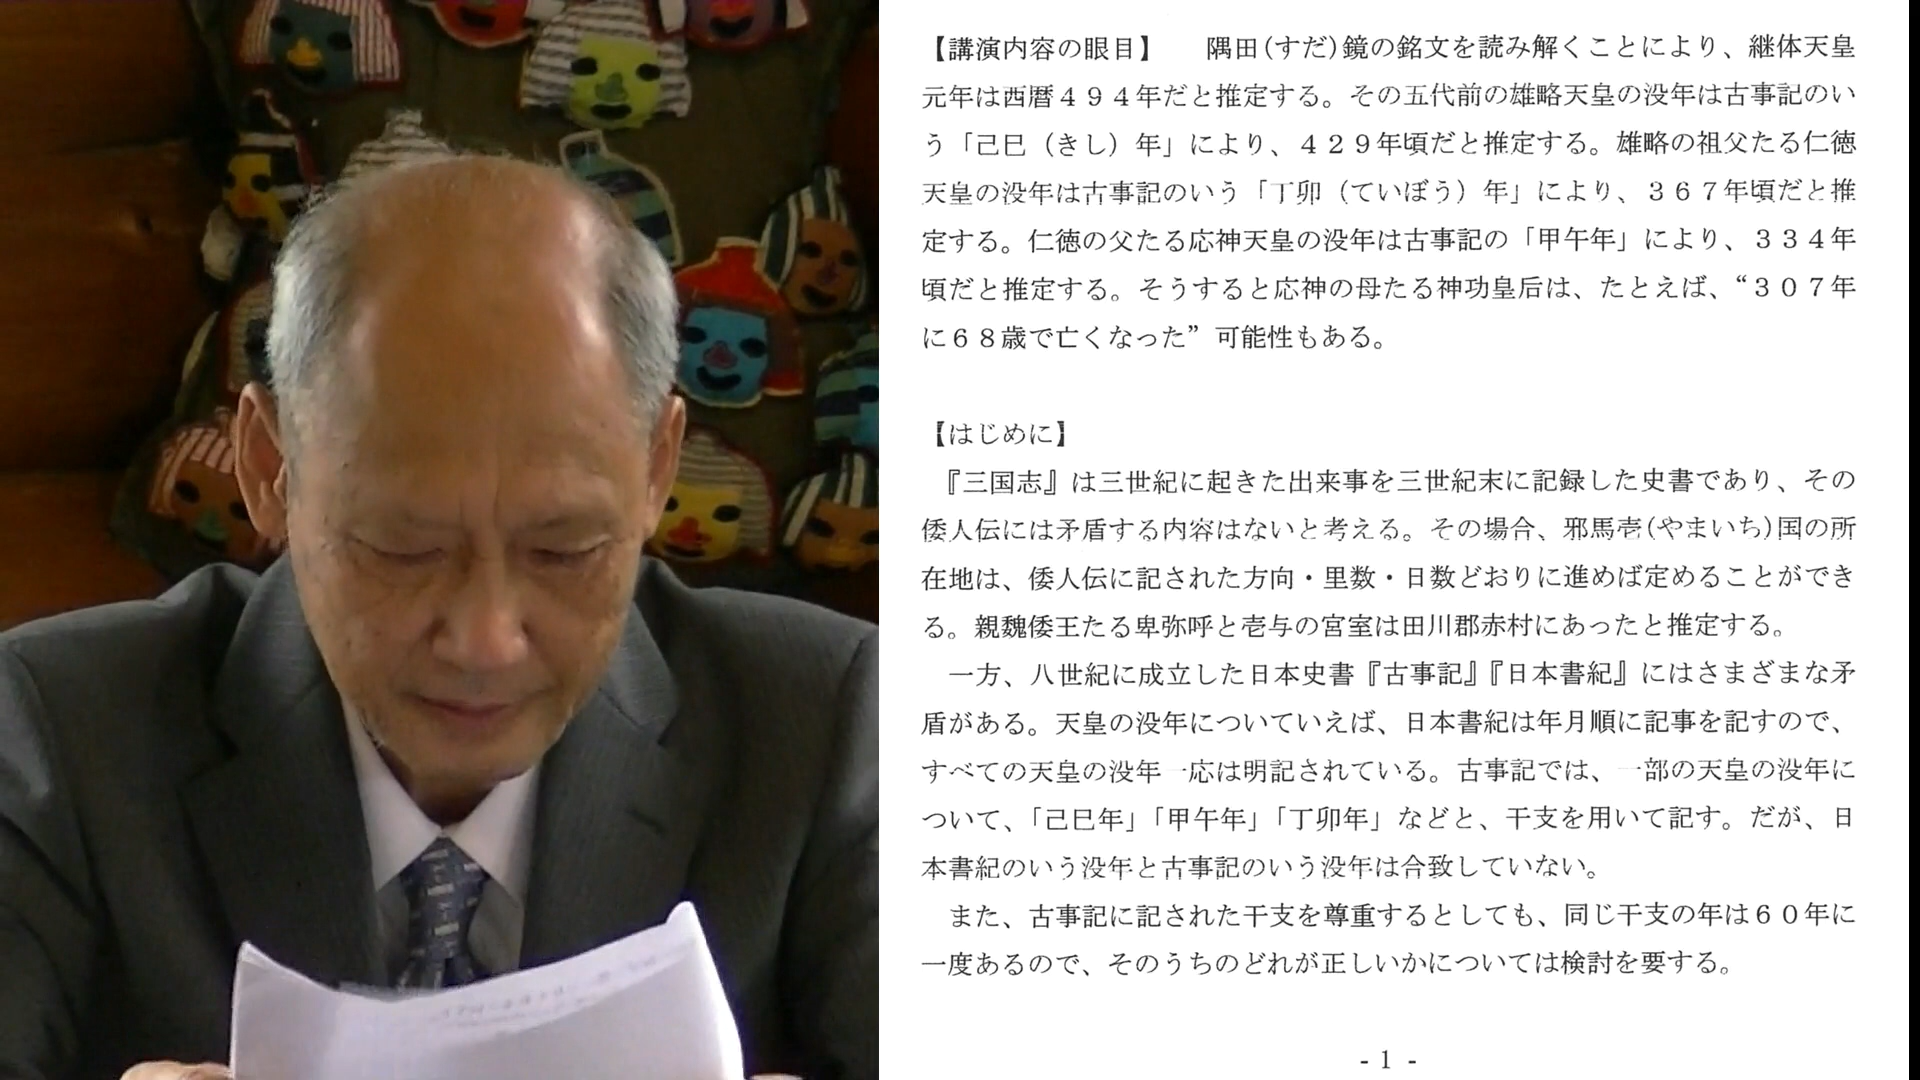 【講演内容の眼目】　隅田(すだ)鏡の銘文を読み解くことにより、継体天皇
元年は西暦４９４年だと推定する。その五代前の雄略天皇の没年は古事記のい
う「己巳（きし）年」により、４２９年頃だと推定する。雄略の祖父たる仁徳
天皇の没年は古事記のいう「丁卯（ていぼう）年」により、３６７年頃だと推
定する。仁徳の父たる応神天皇の没年は古事記の「甲午年」により、３３４年
頃だと推定する。そうすると応神の母たる神功皇后は、たとえば、“３０７年
に６８歳で亡くなった”可能性もある。
【はじめに】
『三国志』は三世紀に起きた出来事を三世紀末に記録した史書であり、その
倭人伝には矛盾する内容はないと考える。その場合、邪馬壱(やまいち)国の所
在地は、倭人伝に記された方向・里数・日数どおりに進めば定めることができ
る。親魏倭王たる卑弥呼と壱与の宮室は田川郡赤村にあったと推定する。
一方、八世紀に成立した日本史書『古事記』『日本書紀』にはさまざまな矛
盾がある。天皇の没年についていえば、日本書紀は年月順に記事を記すので、
すべての天皇の没年一応は明記されている。古事記では、一部の天皇の没年に
ついて、「己巳年」「甲午年」「丁卯年」などと、干支を用いて記す。だが、日
本書紀のいう没年と古事記のいう没年は合致していない。
また、古事記に記された干支を尊重するとしても、同じ干支の年は６０年に
一度あるので、そのうちのどれが正しいかについては検討を要する。
- 1 -